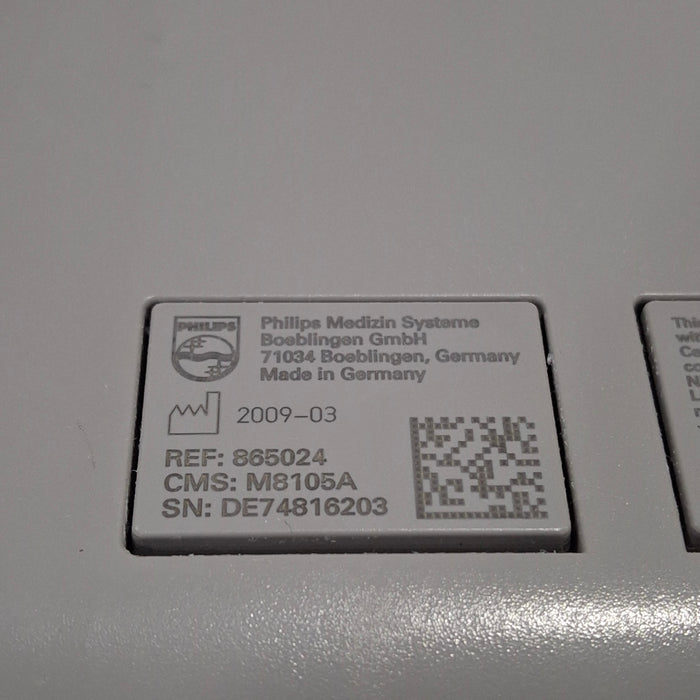 PHILIPS
Philips Medizin Systeme
Boeblingen GmbH
71034 Boeblingen, Germany
Made in Germany
2009-03
REF: 865024
CMS: M8105A
SN: DE74816203